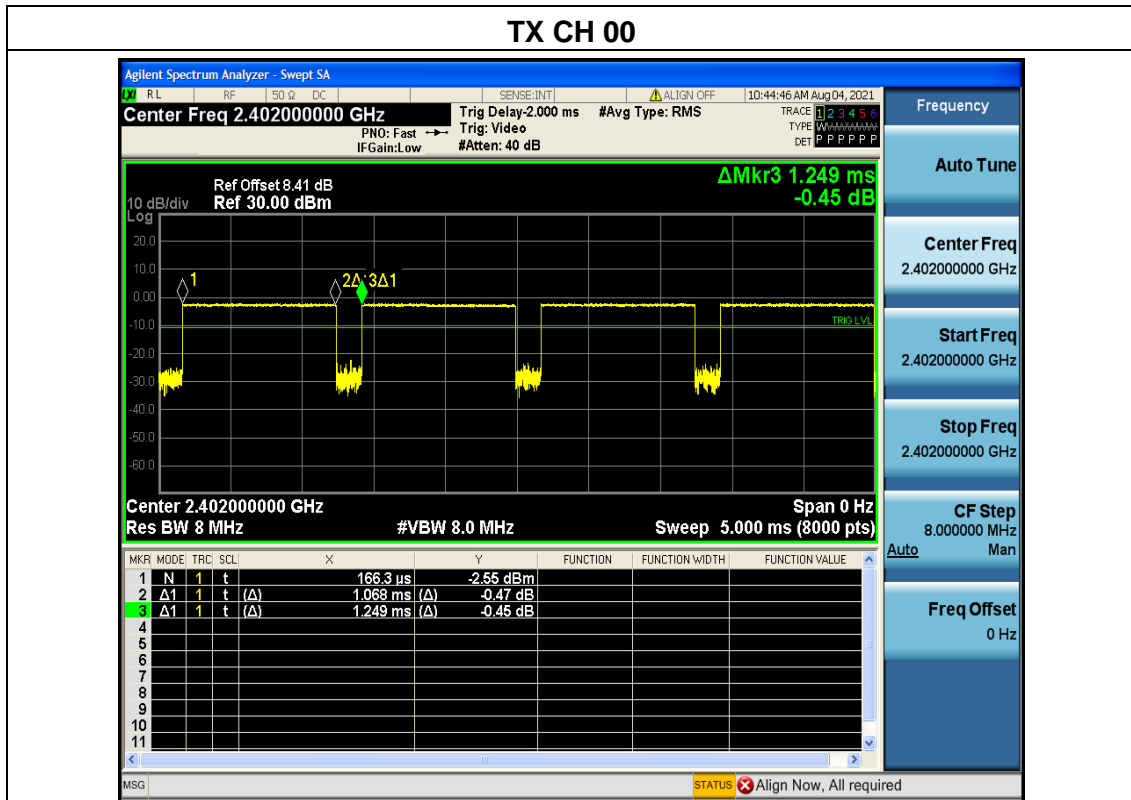 TX CH 00
Agilent Spectrum Analyzer - Swept SA
LXI RL RF 50 Ω DC SENSE:INT ALIGN OFF 10:44:46 AM Aug 04, 2021
Center Freq 2.402000000 GHz
PNO: Fast
IFGain:Low
Trig Delay-2.000 ms
Trig: Video
#Atten: 40 dB
#Avg Type: RMS
TRACE 1 2 3 4 5 6
TYPE W
DET P P P P P P
ΔMkr3 1.249 ms
-0.45 dB
Ref Offset 8.41 dB
Ref 30.00 dBm
10 dB/div
Log
20.0
10.0
0.00
-10.0
-20.0
-30.0
-40.0
-50.0
-60.0
1
3Δ1
TRIG LVL
Center 2.402000000 GHz
Span 0 Hz
Res BW 8 MHz
#VBW 8.0 MHz
Sweep 5.000 ms (8000 pts)
MKR MODE TRC SCL X Y FUNCTION FUNCTION WIDTH FUNCTION VALUE
1 N 1 t 166.3 µs -2.55 dBm
2 Δ1 1 t (Δ) 1.068 ms (Δ) -0.47 dB
3 Δ1 1 t (Δ) 1.249 ms (Δ) -0.45 dB
4
5
6
7
8
9
10
11
MSG
STATUS Align Now, All required
Frequency
Auto Tune
Center Freq
2.402000000 GHz
Start Freq
2.402000000 GHz
Stop Freq
2.402000000 GHz
CF Step
8.000000 MHz
Auto Man
Freq Offset
0 Hz